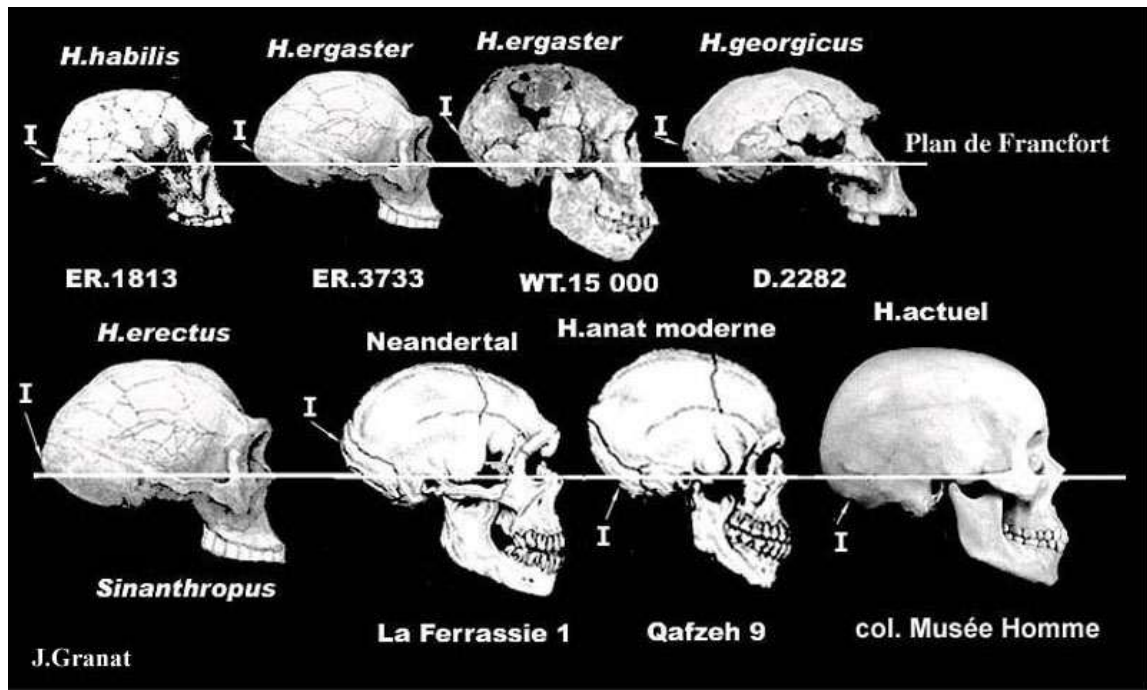 H.habilis H.ergaster H.ergaster H.georgicus
I I I I
Plan de Francfort
ER.1813 ER.3733 WT.15 000 D.2282
H.erectus Neandertal H.anat moderne H.actuel
I I
I I
Sinanthropus La Ferrassie 1 Qafzeh 9 col. Musée Homme
J.Granat